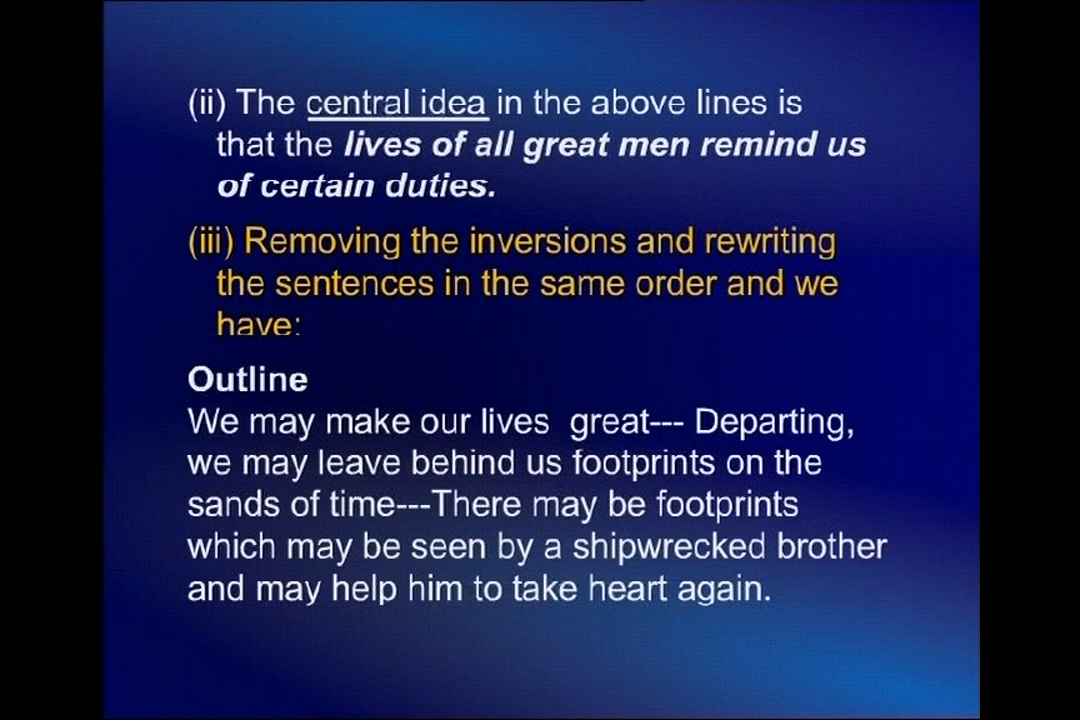 (ii) The central idea in the above lines is
that the lives of all great men remind us
of certain duties.
(iii) Removing the inversions and rewriting
the sentences in the same order and we
have:
Outline
We may make our lives great--- Departing,
we may leave behind us footprints on the
sands of time---There may be footprints
which may be seen by a shipwrecked brother
and may help him to take heart again.